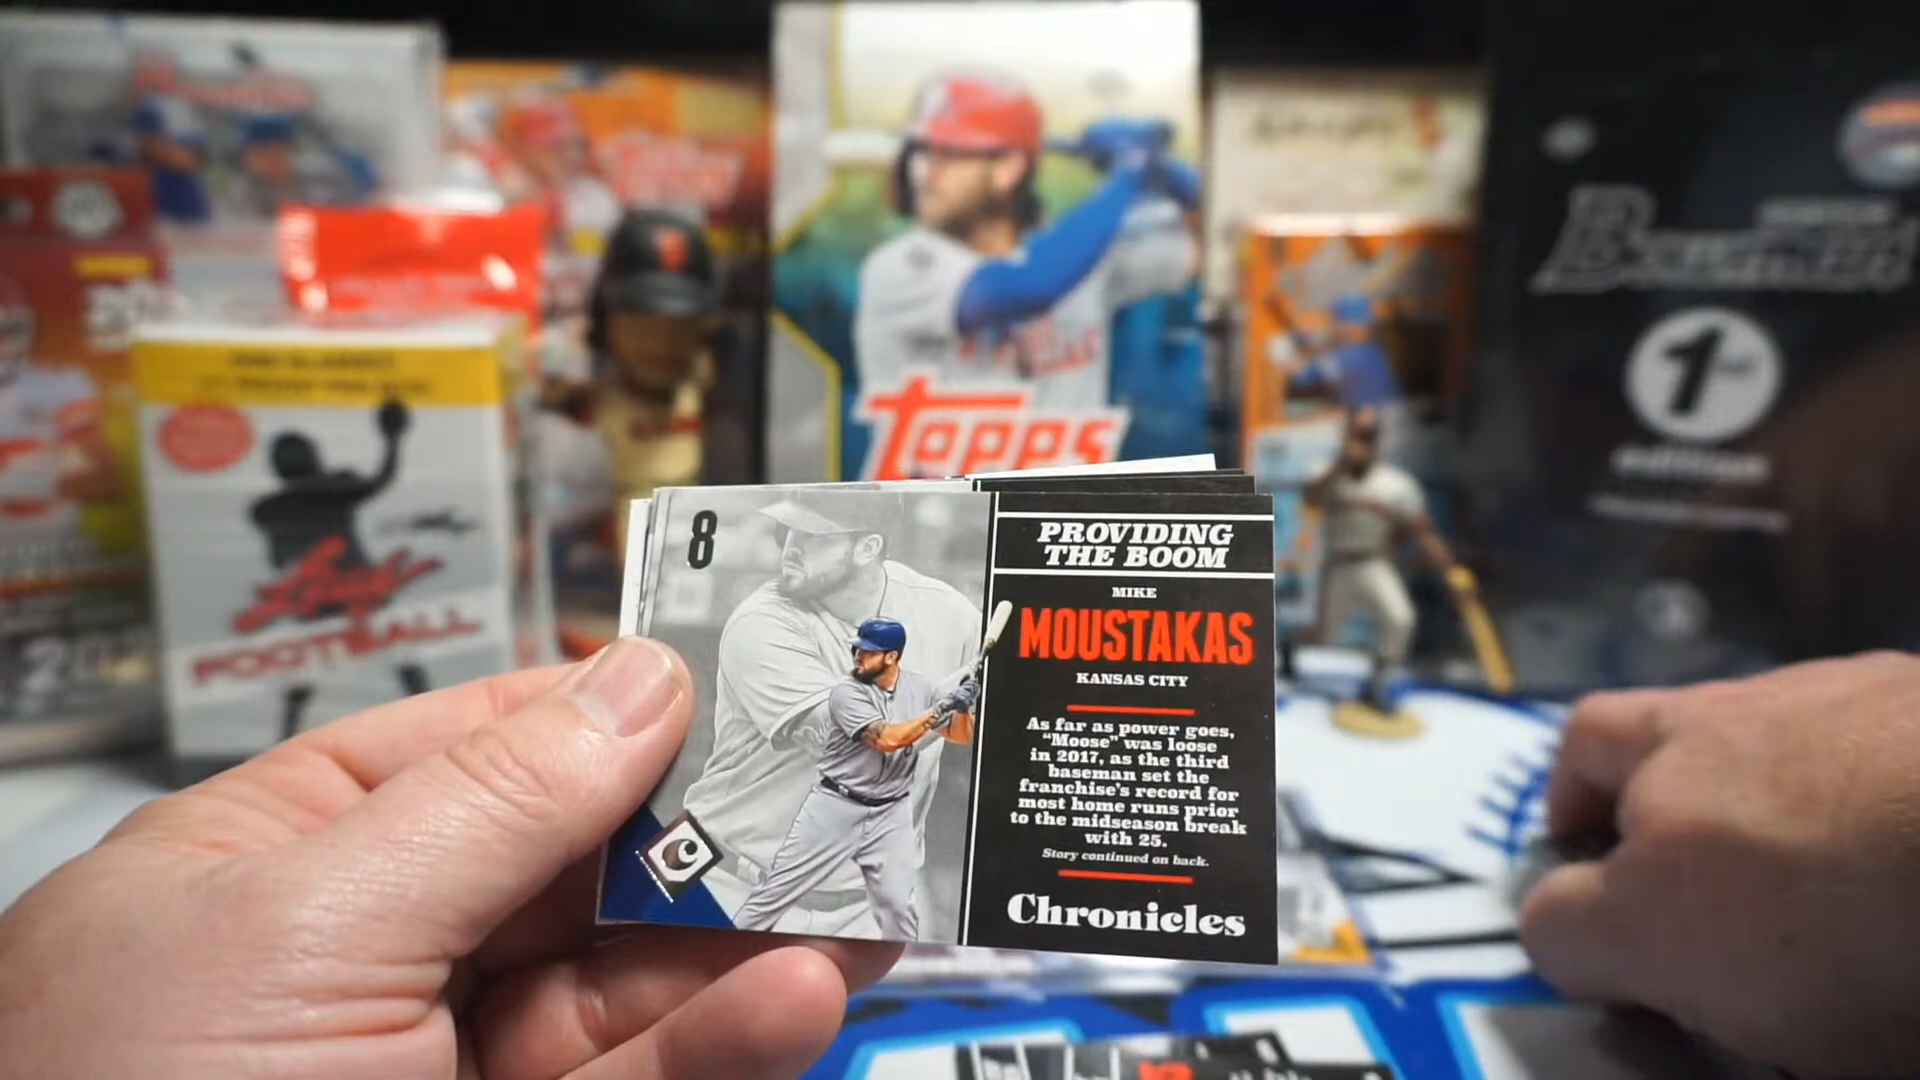 Topps
Bowman
1st
edition
FOOTBALL
8
PROVIDING
THE BOOM
MIKE
MOUSTAKAS
KANSAS CITY
As far as power goes,
“Moose” was loose
in 2017, as the third
baseman set the
franchise's record for
most home runs prior
to the midseason break
with 25.
Story continued on back.
Chronicles
C